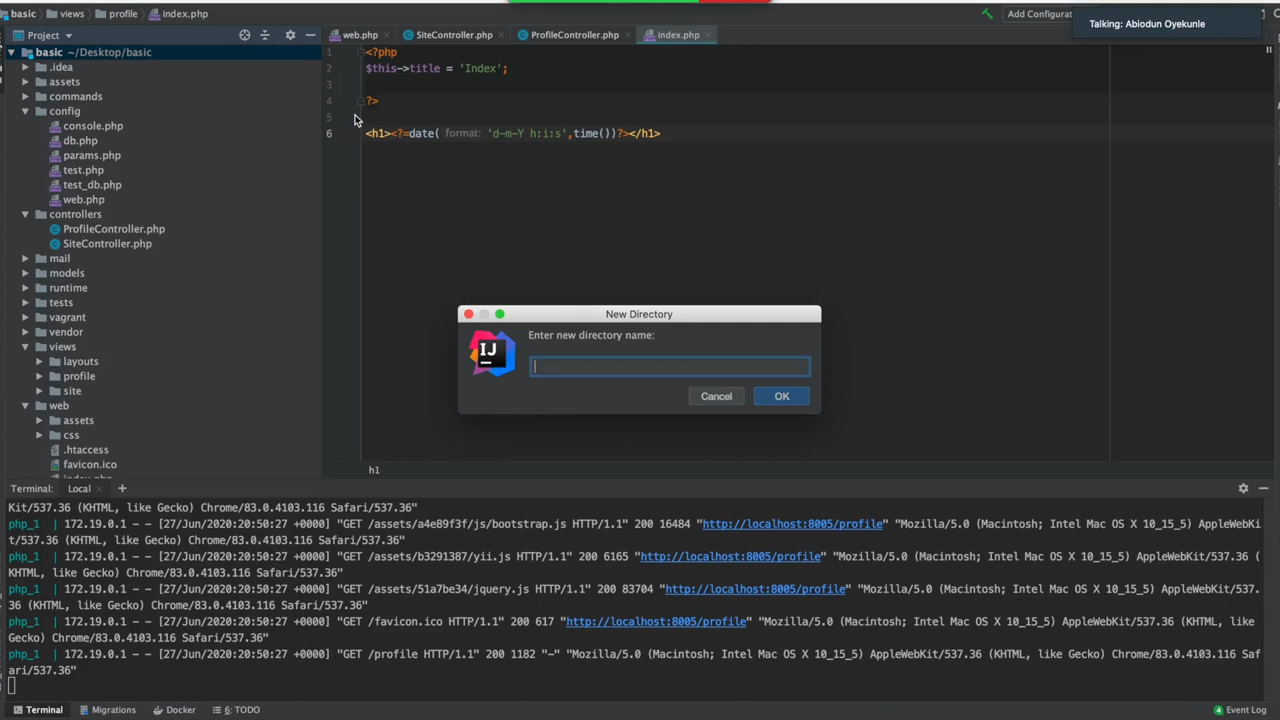 basic
views
profile
index.php
Add Configurat
Talking: Abiodun Oyekunle
Project
web.php
SiteController.php
ProfileController.php
index.php
basic ~/Desktop/basic
.idea
assets
commands
config
console.php
db.php
params.php
test.php
test_db.php
web.php
controllers
ProfileController.php
SiteController.php
mail
models
runtime
tests
vagrant
vendor
views
layouts
profile
site
web
assets
css
.htaccess
favicon.ico
1 <?php
2 $this->title = 'Index';
3
4 ?>
5
6 <h1><?=date( format: 'd-m-Y h:i:s',time())?></h1>
New Directory
Enter new directory name:
IJ
Cancel
OK
h1
Terminal:
Local
Kit/537.36 (KHTML, like Gecko) Chrome/83.0.4103.116 Safari/537.36"
php_1 | 172.19.0.1 - - [27/Jun/2020:20:50:27 +0000] "GET /assets/a4e89f3f/js/bootstrap.js HTTP/1.1" 200 16484 "http://localhost:8005/profile" "Mozilla/5.0 (Macintosh; Intel Mac OS X 10_15_5) AppleWebKi
t/537.36 (KHTML, like Gecko) Chrome/83.0.4103.116 Safari/537.36"
php_1 | 172.19.0.1 - - [27/Jun/2020:20:50:27 +0000] "GET /assets/b3291387/yii.js HTTP/1.1" 200 6165 "http://localhost:8005/profile" "Mozilla/5.0 (Macintosh; Intel Mac OS X 10_15_5) AppleWebKit/537.36 (
KHTML, like Gecko) Chrome/83.0.4103.116 Safari/537.36"
php_1 | 172.19.0.1 - - [27/Jun/2020:20:50:27 +0000] "GET /assets/51a7be34/jquery.js HTTP/1.1" 200 83704 "http://localhost:8005/profile" "Mozilla/5.0 (Macintosh; Intel Mac OS X 10_15_5) AppleWebKit/537.
36 (KHTML, like Gecko) Chrome/83.0.4103.116 Safari/537.36"
php_1 | 172.19.0.1 - - [27/Jun/2020:20:50:27 +0000] "GET /favicon.ico HTTP/1.1" 200 617 "http://localhost:8005/profile" "Mozilla/5.0 (Macintosh; Intel Mac OS X 10_15_5) AppleWebKit/537.36 (KHTML, like
Gecko) Chrome/83.0.4103.116 Safari/537.36"
php_1 | 172.19.0.1 - - [27/Jun/2020:20:50:27 +0000] "GET /profile HTTP/1.1" 200 1182 "-" "Mozilla/5.0 (Macintosh; Intel Mac OS X 10_15_5) AppleWebKit/537.36 (KHTML, like Gecko) Chrome/83.0.4103.116 Saf
ari/537.36"
Terminal
Migrations
Docker
6: TODO
4 Event Log